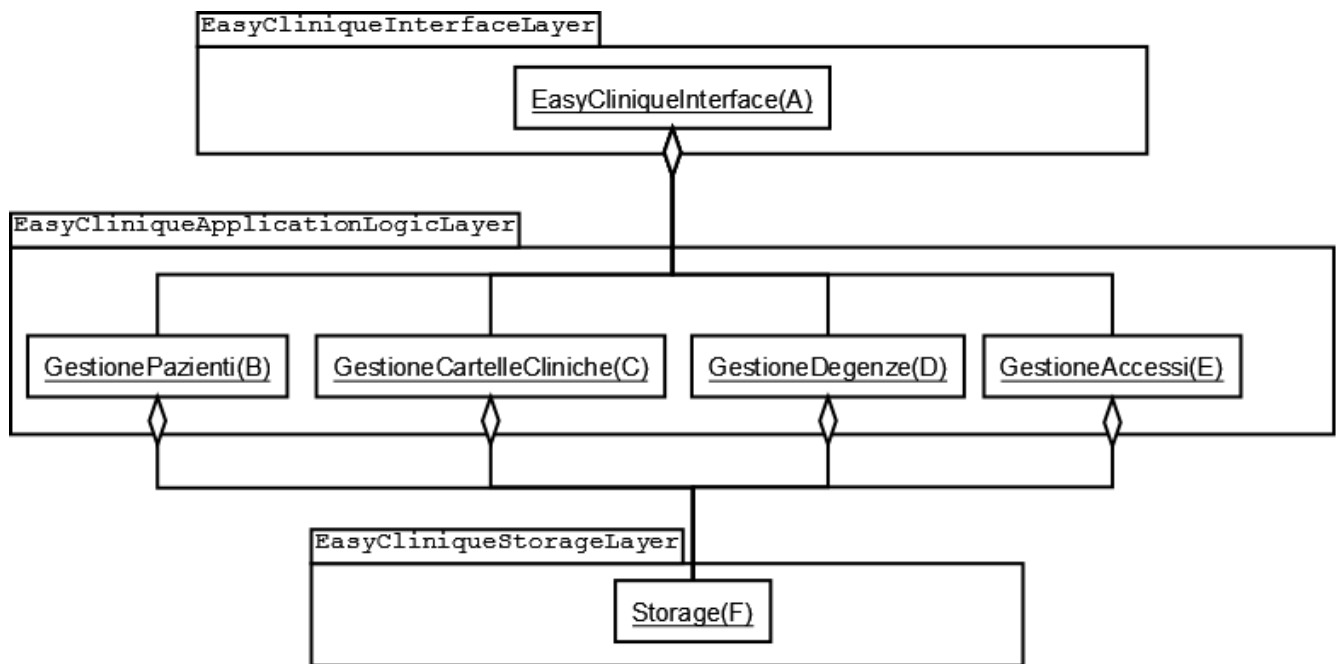 EasyCliniqueInterfaceLayer
EasyCliniqueInterface(A)
EasyCliniqueApplicationLogicLayer
GestionePazienti(B)
GestioneCartelleCliniche(C)
GestioneDegenze(D)
GestioneAccessi(E)
EasyCliniqueStorageLayer
Storage(F)